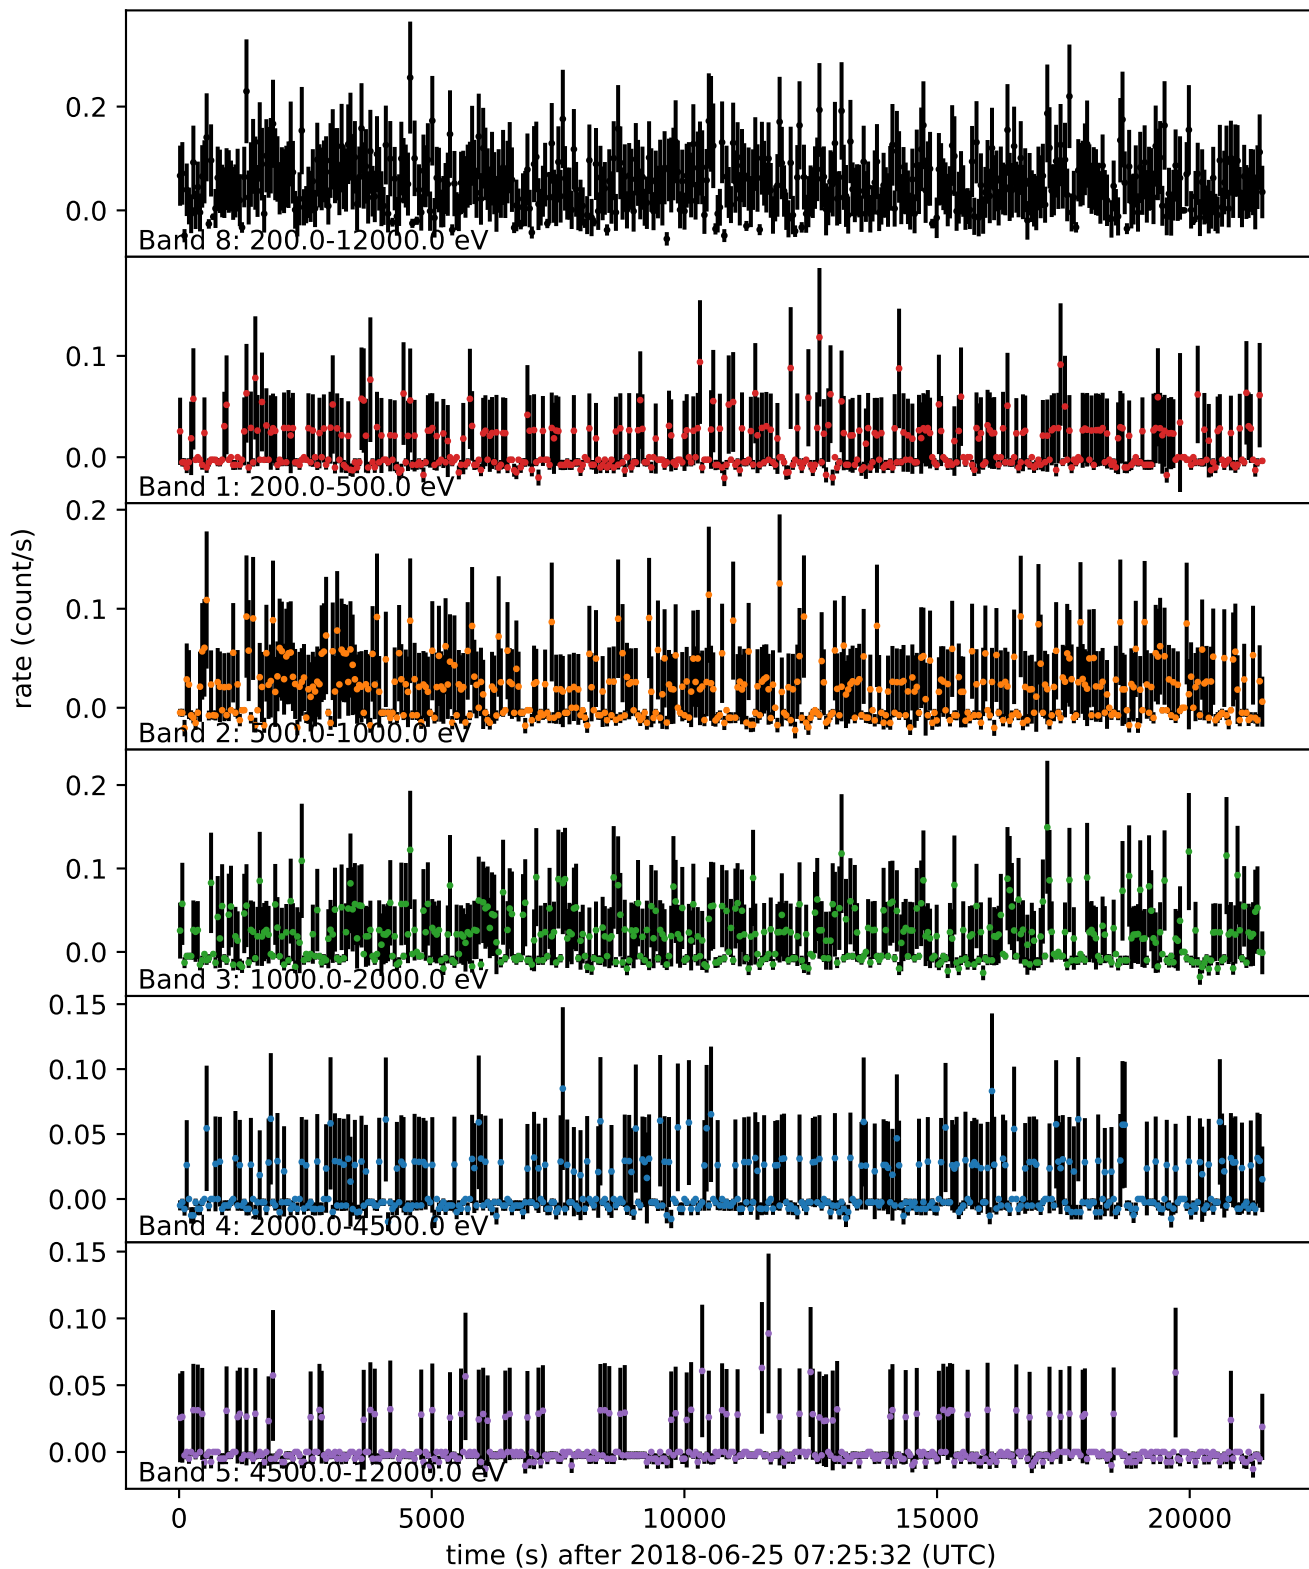 0.2
0.0
Band 8: 200.0-12000.0 eV
0.1
0.0
Band 1: 200.0-500.0 eV
0.2
0.1
0.0
Band 2: 500.0-1000.0 eV
rate (count/s)
0.2
0.1
0.0
Band 3: 1000.0-2000.0 eV
0.15
0.10
0.05
0.00
Band 4: 2000.0-4500.0 eV
0.15
0.10
0.05
0.00
Band 5: 4500.0-12000.0 eV
0 5000 10000 15000 20000
time (s) after 2018-06-25 07:25:32 (UTC)